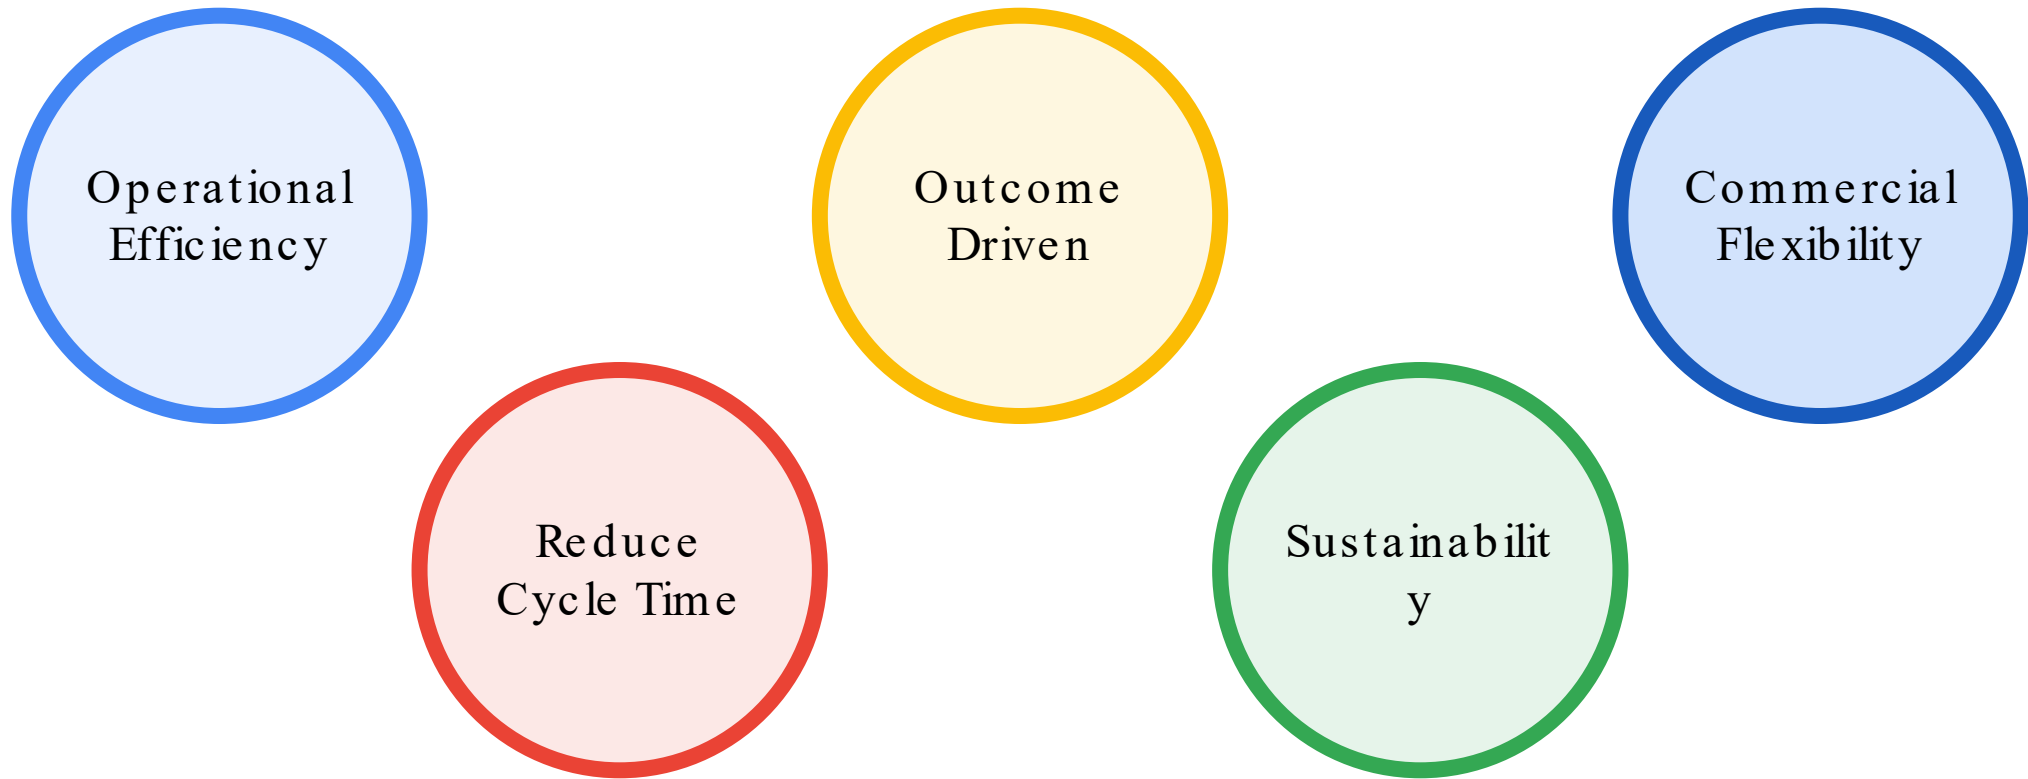 Operational
Efficiency
Outcome
Driven
Commercial
Flexibility
Reduce
Cycle Time
Sustainabilit
y